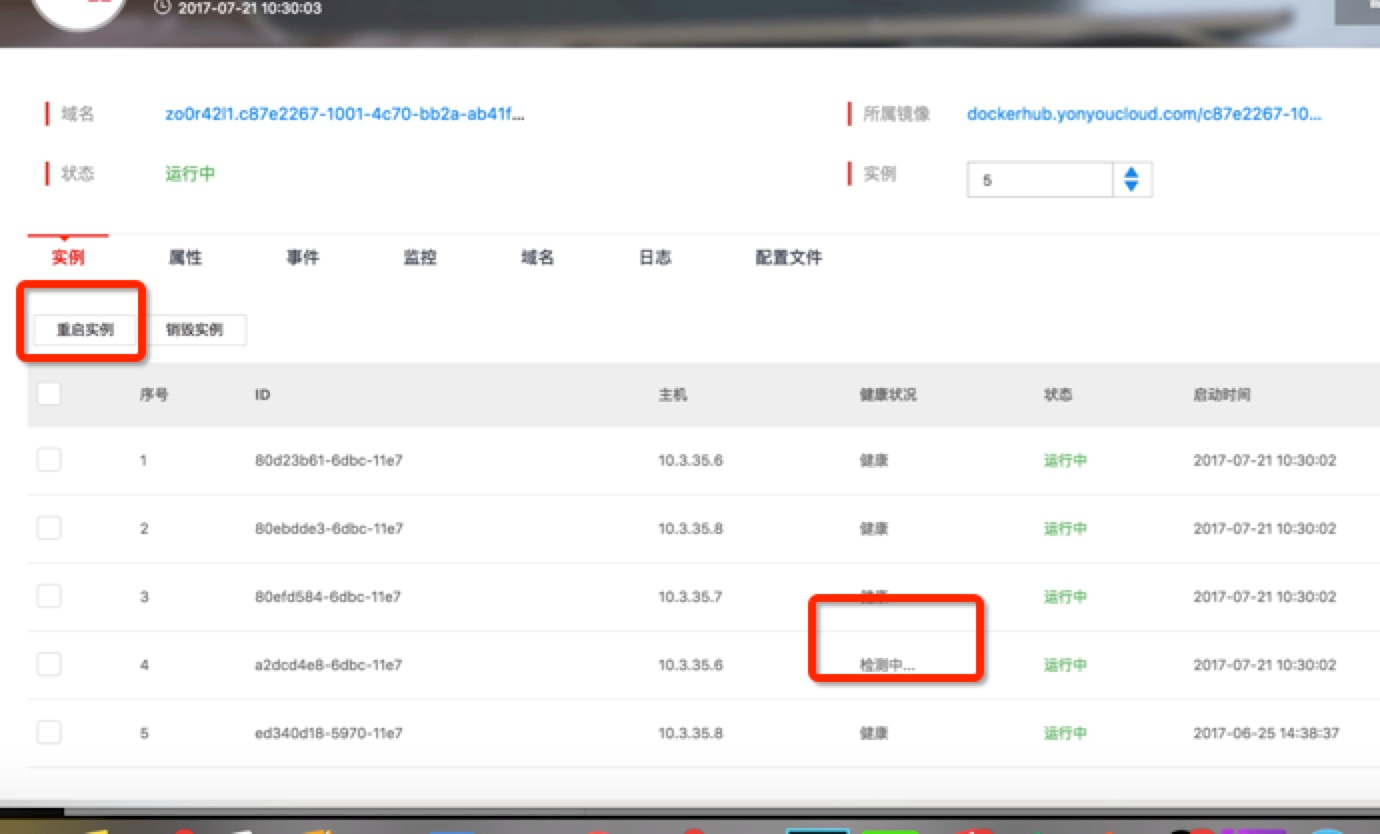 2017-07-21 10:30:03
域名 zo0r42l1.c87e2267-1001-4c70-bb2a-ab41f... 所属镜像 dockerhub.yonyoucloud.com/c87e2267-10...
状态 运行中 实例 5
实例 属性 事件 监控 域名 日志 配置文件
重启实例 销毁实例
序号 ID 主机 健康状况 状态 启动时间
1 80d23b61-6dbc-11e7 10.3.35.6 健康 运行中 2017-07-21 10:30:02
2 80ebdde3-6dbc-11e7 10.3.35.8 健康 运行中 2017-07-21 10:30:02
3 80efd584-6dbc-11e7 10.3.35.7 健康 运行中 2017-07-21 10:30:02
4 a2dcd4e8-6dbc-11e7 10.3.35.6 检测中... 运行中 2017-07-21 10:30:02
5 ed340d18-5970-11e7 10.3.35.8 健康 运行中 2017-06-25 14:38:37